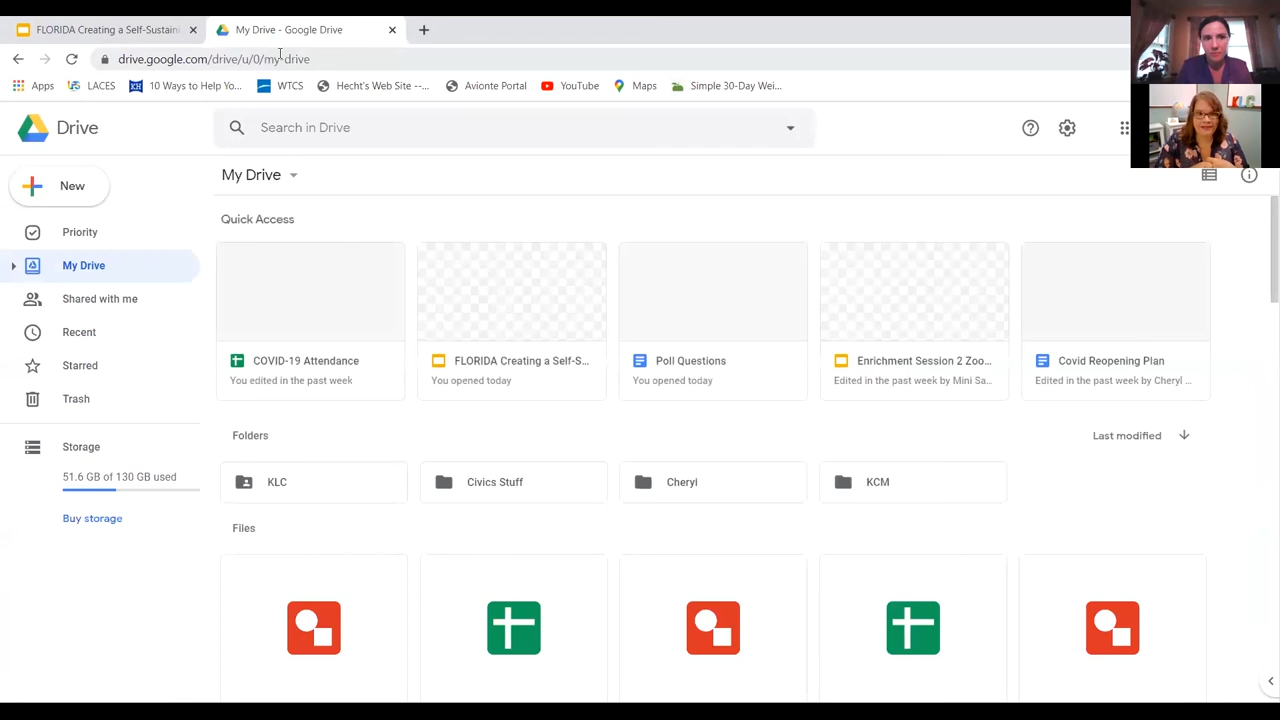 FLORIDA Creating a Self-Sustain
My Drive - Google Drive
drive.google.com/drive/u/0/my-drive
Apps
LACES
KH
10 Ways to Help Yo...
WTCS
Hecht's Web Site -...
Avionte Portal
YouTube
Maps
Simple 30-Day Wei...
Drive
Search in Drive
KLC
New
My Drive
Quick Access
Priority
My Drive
Shared with me
Recent
Starred
Trash
Storage
51.6 GB of 130 GB used
Buy storage
COVID-19 Attendance
You edited in the past week
FLORIDA Creating a Self-S...
You opened today
Poll Questions
You opened today
Enrichment Session 2 Zoo...
Edited in the past week by Mini Sa...
Covid Reopening Plan
Edited in the past week by Cheryl ...
Folders
Last modified
KLC
Civics Stuff
Cheryi
KCM
Files